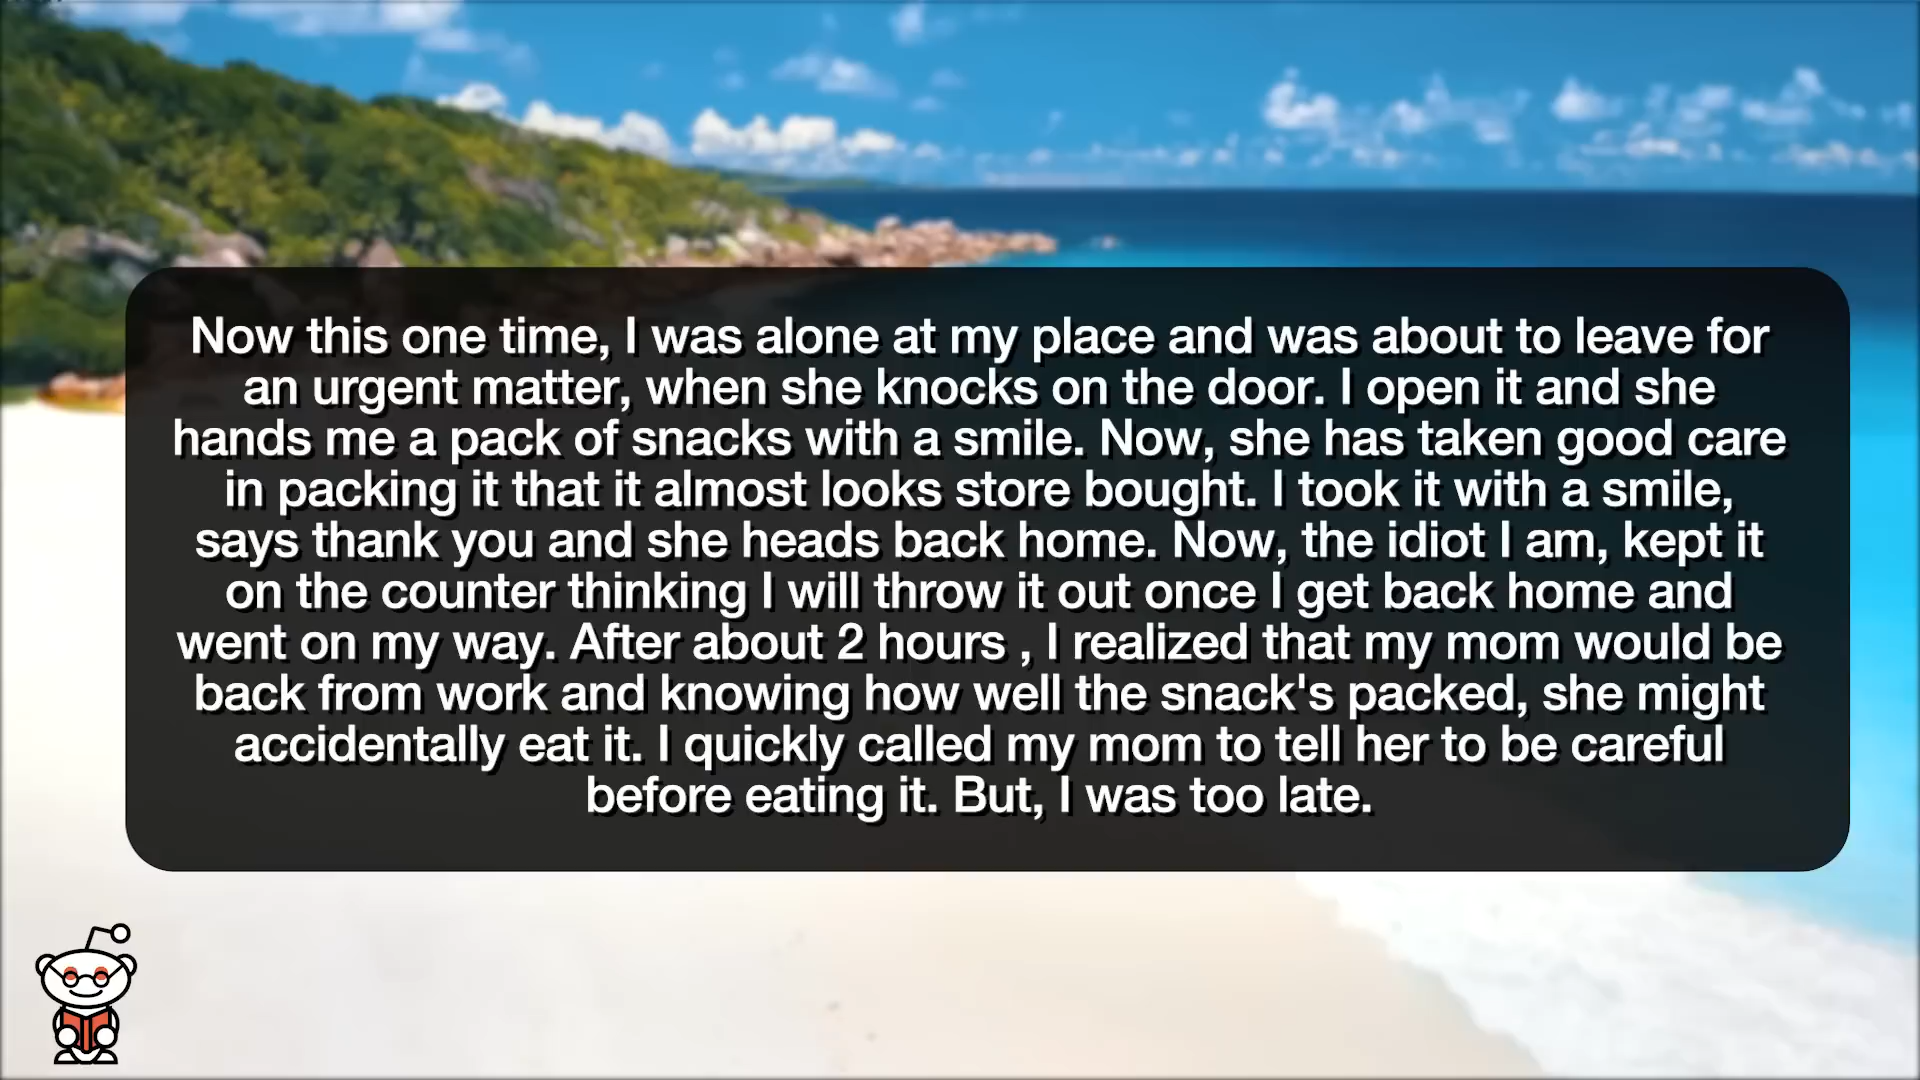 Now this one time, I was alone at my place and was about to leave for
an urgent matter, when she knocks on the door. I open it and she
hands me a pack of snacks with a smile. Now, she has taken good care
in packing it that it almost looks store bought. I took it with a smile,
says thank you and she heads back home. Now, the idiot I am, kept it
on the counter thinking I will throw it out once I get back home and
went on my way. After about 2 hours , I realized that my mom would be
back from work and knowing how well the snack's packed, she might
accidentally eat it. I quickly called my mom to tell her to be careful
before eating it. But, I was too late.